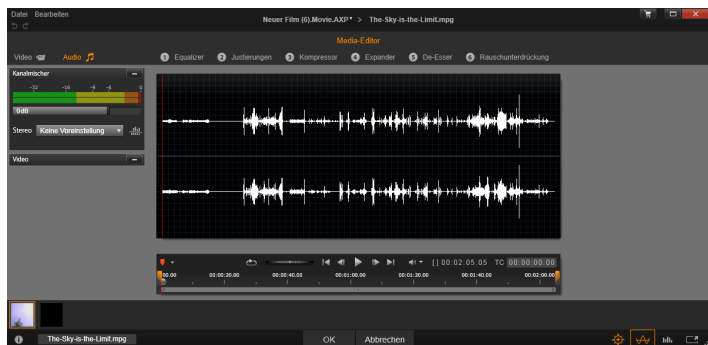 Datei Bearbeiten
Neuer Film (6).Movie.AXP* > The-Sky-is-the-Limit.mpg
Media-Editor
Video Audio 1 Equalizer 2 Justierungen 3 Kompressor 4 Expander 5 De-Esser 6 Rauschunterdrückung
Kanalmischer
-32 -16 -9 -6 0
0dB
Stereo Keine Voreinstellung
Video
[ ] 00:02:05.05 TC 00:00:00.00
00.00 00:00:20.00 00:00:40.00 00:01:00.00 00:01:20.00 00:01:40.00 00:02:00.00
The-Sky-is-the-Limit.mpg OK Abbrechen